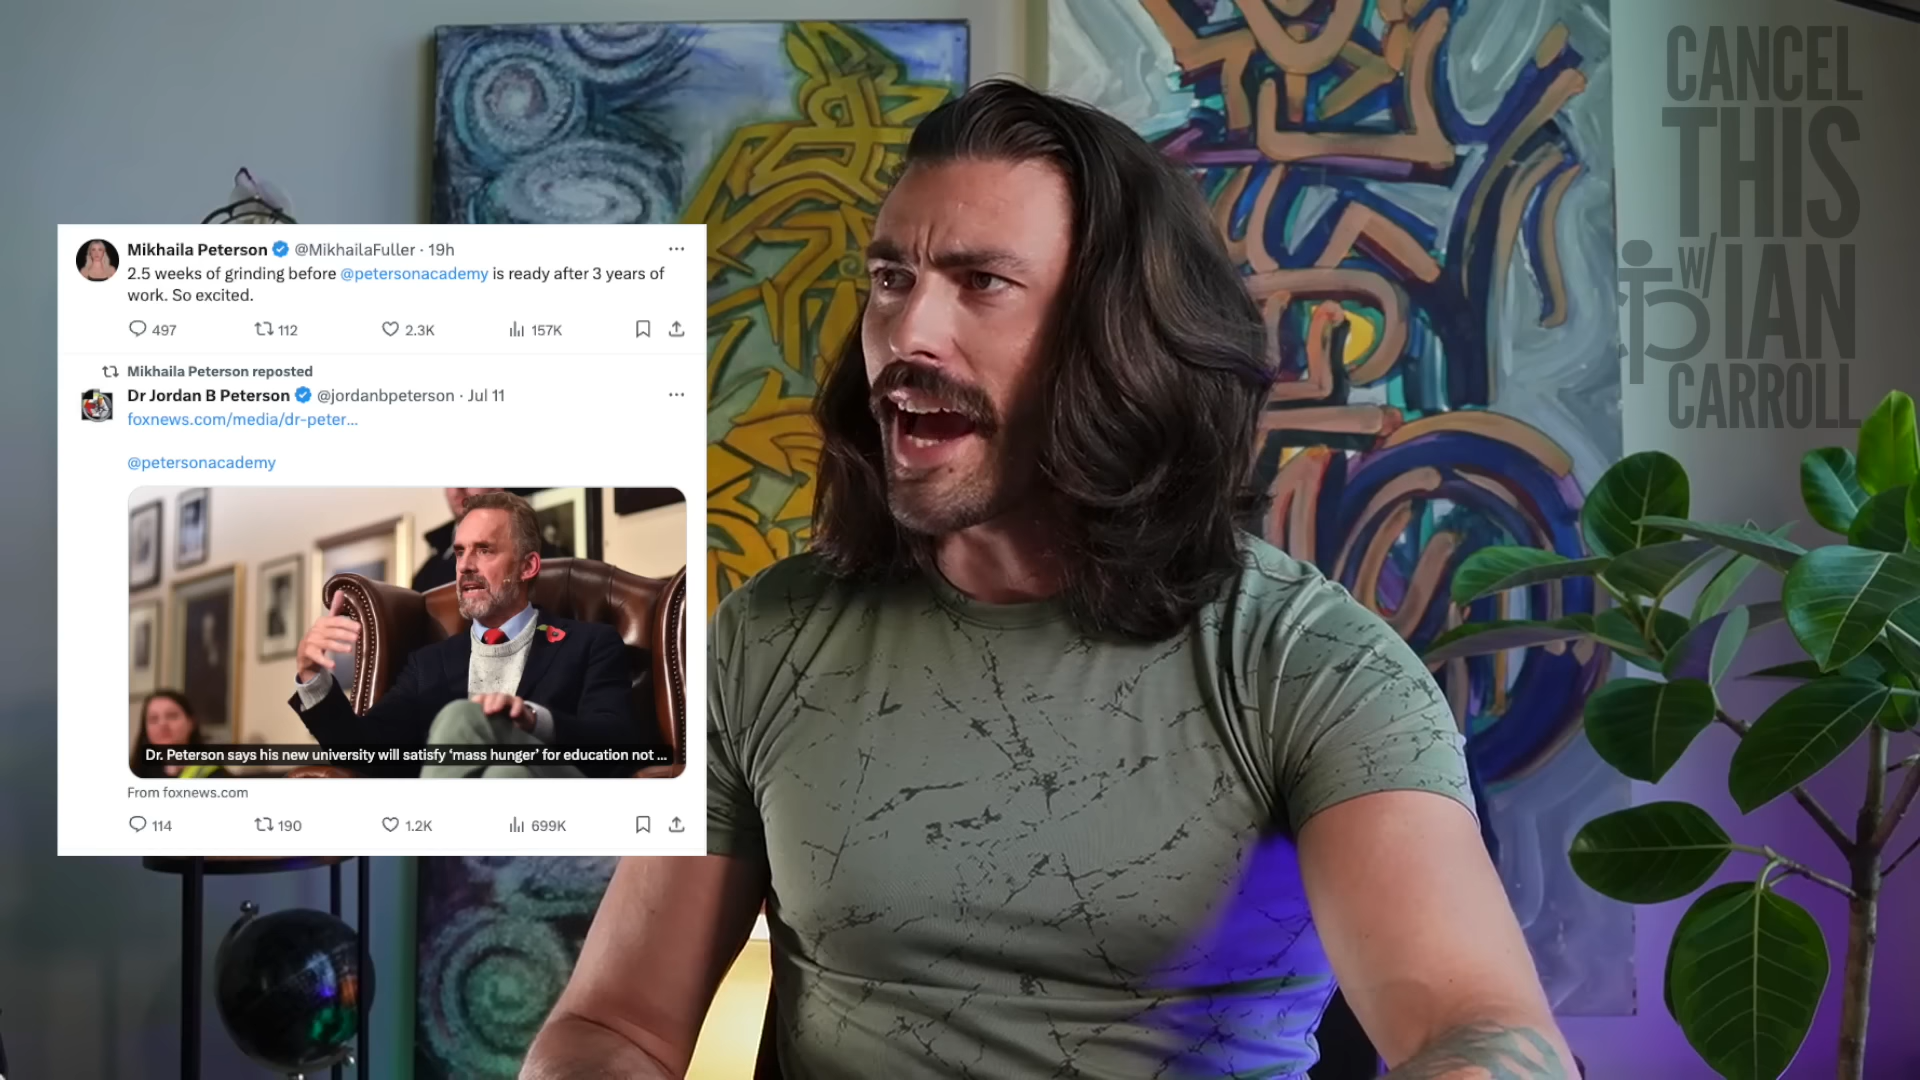 Mikhaila Peterson @MikhailaFuller · 19h
2.5 weeks of grinding before @petersonacademy is ready after 3 years of
work. So excited.
497 112 2.3K 157K
Mikhaila Peterson reposted
Dr Jordan B Peterson @jordanbpeterson · Jul 11
foxnews.com/media/dr-peter...
@petersonacademy
Dr. Peterson says his new university will satisfy ‘mass hunger’ for education not ...
From foxnews.com
114 190 1.2K 699K
CANCEL
THIS
W/ IAN
CARROLL